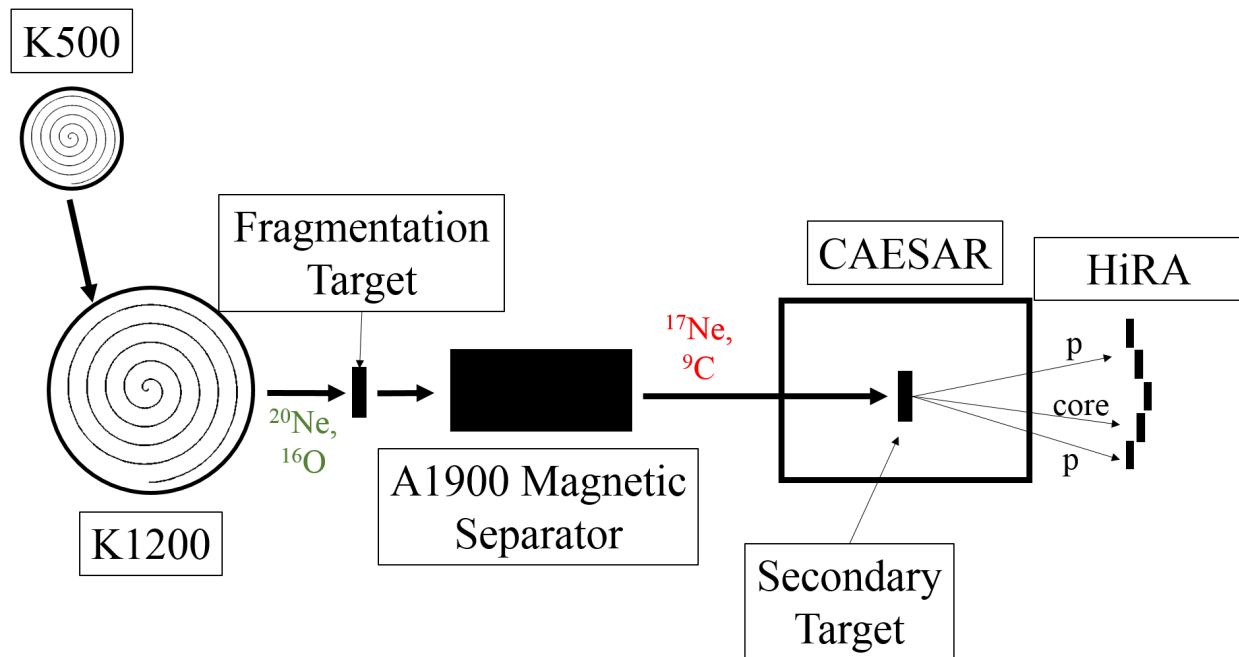 K500
Fragmentation
Target
CAESAR
HiRA
¹⁷Ne,
⁹C
p
core
p
²⁰Ne,
¹⁶O
A1900 Magnetic
Separator
K1200
Secondary
Target